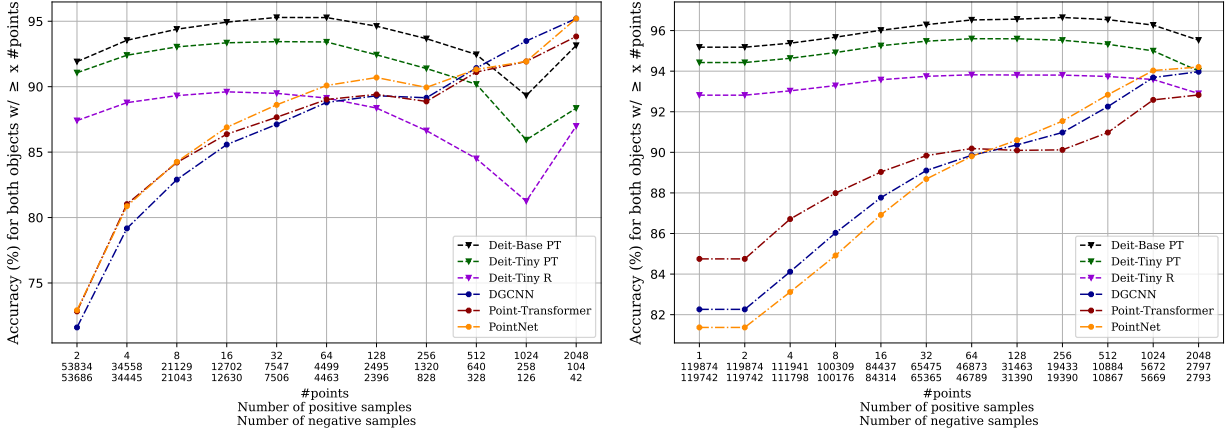 Accuracy (%) for both objects w/ ≥ x #points
95
90
85
80
75
Deit-Base PT
Deit-Tiny PT
Deit-Tiny R
DGCNN
Point-Transformer
PointNet
2 4 8 16 32 64 128 256 512 1024 2048
53834 34558 21129 12702 7547 4499 2495 1320 640 258 104
53686 34445 21043 12630 7506 4463 2396 828 328 126 42
#points
Number of positive samples
Number of negative samples
Accuracy (%) for both objects w/ ≥ x #points
96
94
92
90
88
86
84
82
Deit-Base PT
Deit-Tiny PT
Deit-Tiny R
DGCNN
Point-Transformer
PointNet
1 2 4 8 16 32 64 128 256 512 1024 2048
119874 119874 111941 100309 84437 65475 46873 31463 19433 10884 5672 2797
119742 119742 111798 100176 84314 65365 46789 31390 19390 10867 5669 2793
#points
Number of positive samples
Number of negative samples